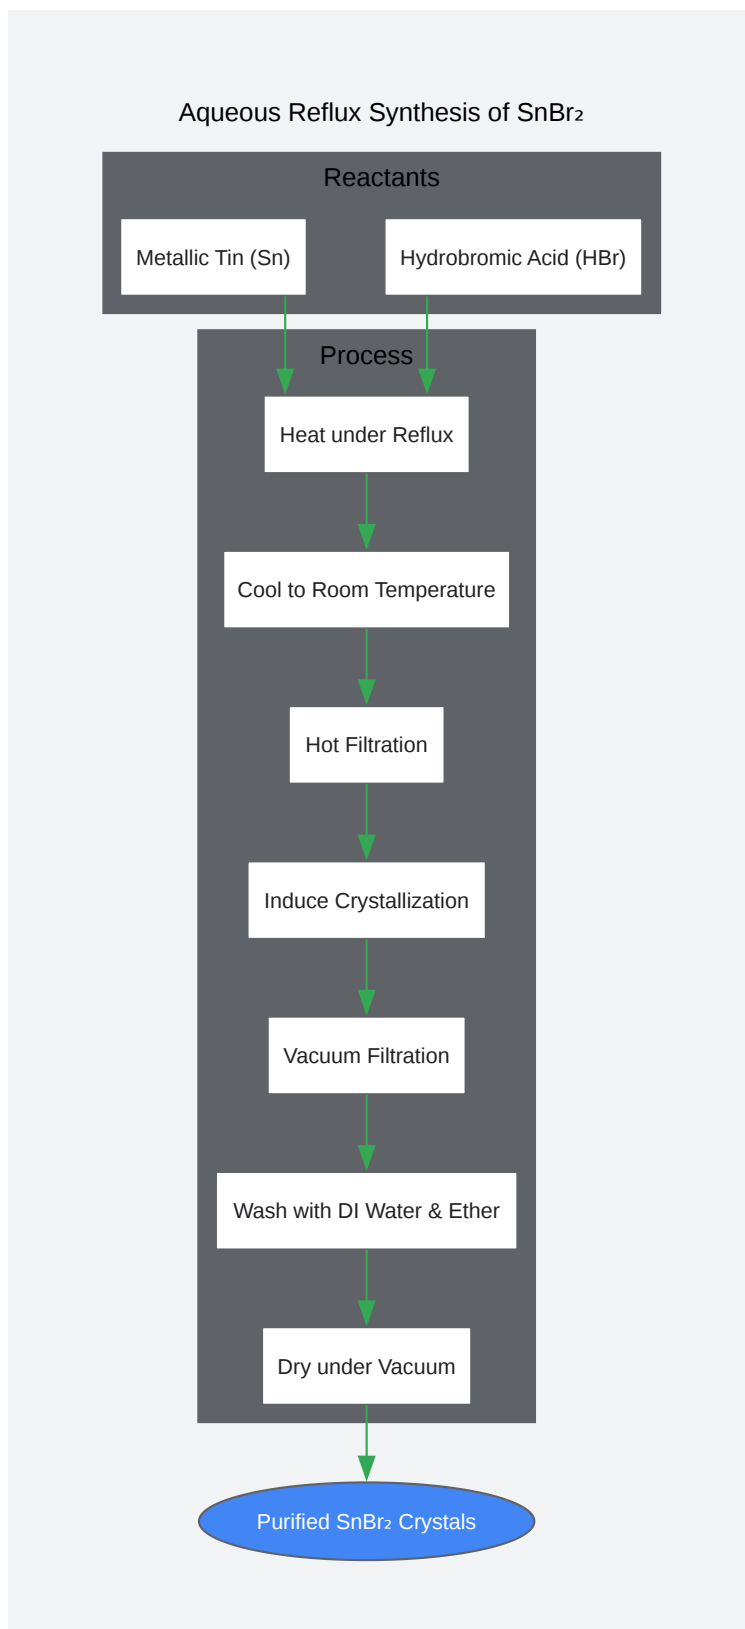 Aqueous Reflux Synthesis of SnBr₂
Reactants
Metallic Tin (Sn)
Hydrobromic Acid (HBr)
Process
Heat under Reflux
Cool to Room Temperature
Hot Filtration
Induce Crystallization
Vacuum Filtration
Wash with DI Water & Ether
Dry under Vacuum
Purified SnBr₂ Crystals